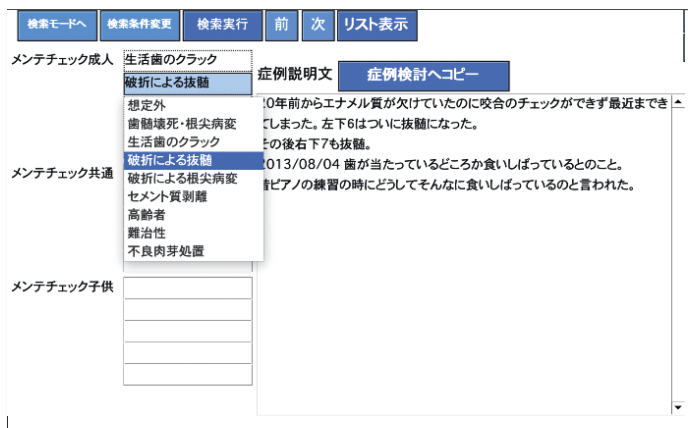 検索モードへ 検索条件変更 検索実行 前 次 リスト表示
メンテチェック成人 生活歯のクラック
破折による抜髄
症例説明文 症例検討へコピー
想定外
歯髄壊死・根尖病変
生活歯のクラック
破折による抜髄
破折による根尖病変
セメント質剥離
高齢者
難治性
不良肉芽処置
メンテチェック共通
メンテチェック子供
0年前からエナメル質が欠けていたのに咬合のチェックができず最近まできてしまった。左下6はついに抜髄になった。
その後右下7も抜髄。
2013/08/04 歯が当たっているどころか食いしばっているとのこと。
ピアノの練習の時にどうしてそんなに食いしばっているのと言われた。